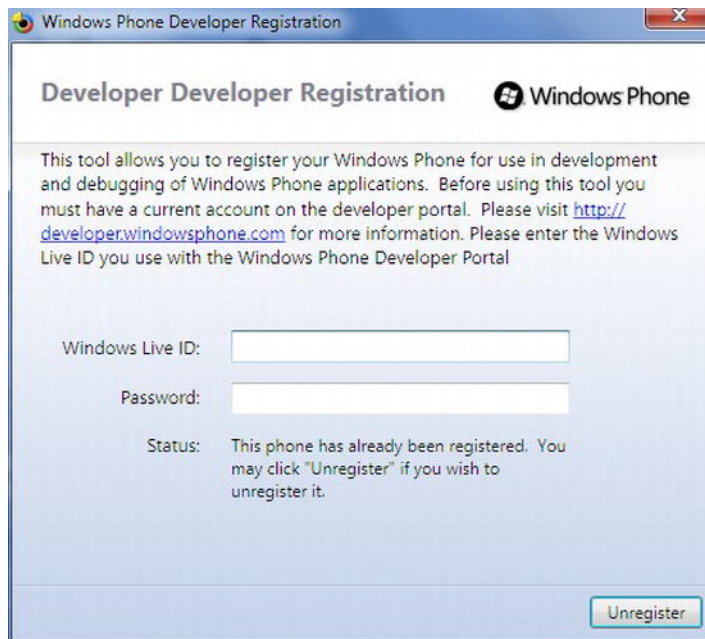 Windows Phone Developer Registration
Developer Developer Registration
Windows Phone
This tool allows you to register your Windows Phone for use in development
and debugging of Windows Phone applications.  Before using this tool you
must have a current account on the developer portal.  Please visit http://
developer.windowsphone.com for more information. Please enter the Windows
Live ID you use with the Windows Phone Developer Portal
Windows Live ID:
Password:
Status:
This phone has already been registered.  You
may click "Unregister" if you wish to
unregister it.
Unregister